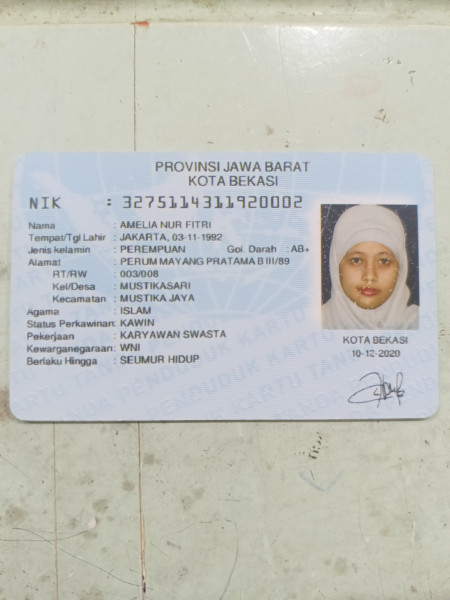 PROVINSI JAWA BARAT
KOTA BEKASI
NIK : 3275114311920002
Nama : AMELIA NUR FITRI
Tempat/Tgl Lahir : JAKARTA, 03-11-1992
Jenis kelamin : PEREMPUAN Gol. Darah : AB+
Alamat : PERUM MAYANG PRATAMA B III/89
RT/RW : 003/008
Kel/Desa : MUSTIKASARI
Kecamatan : MUSTIKA JAYA
Agama : ISLAM
Status Perkawinan: KAWIN
Pekerjaan : KARYAWAN SWASTA
Kewarganegaraan: WNI
Berlaku Hingga : SEUMUR HIDUP
KOTA BEKASI
10-12-2020